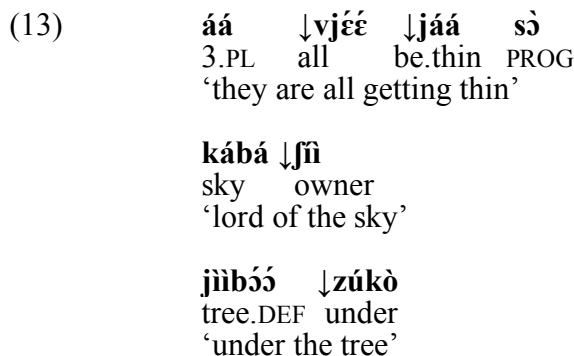 (13) áá ↓vjɛ́ɛ́ ↓jáá sɔ̀
3.PL all be.thin PROG
‘they are all getting thin’
kábá ↓ʃíì
sky owner
‘lord of the sky’
jììbɔ́ɔ́ ↓zúkò
tree.DEF under
‘under the tree’